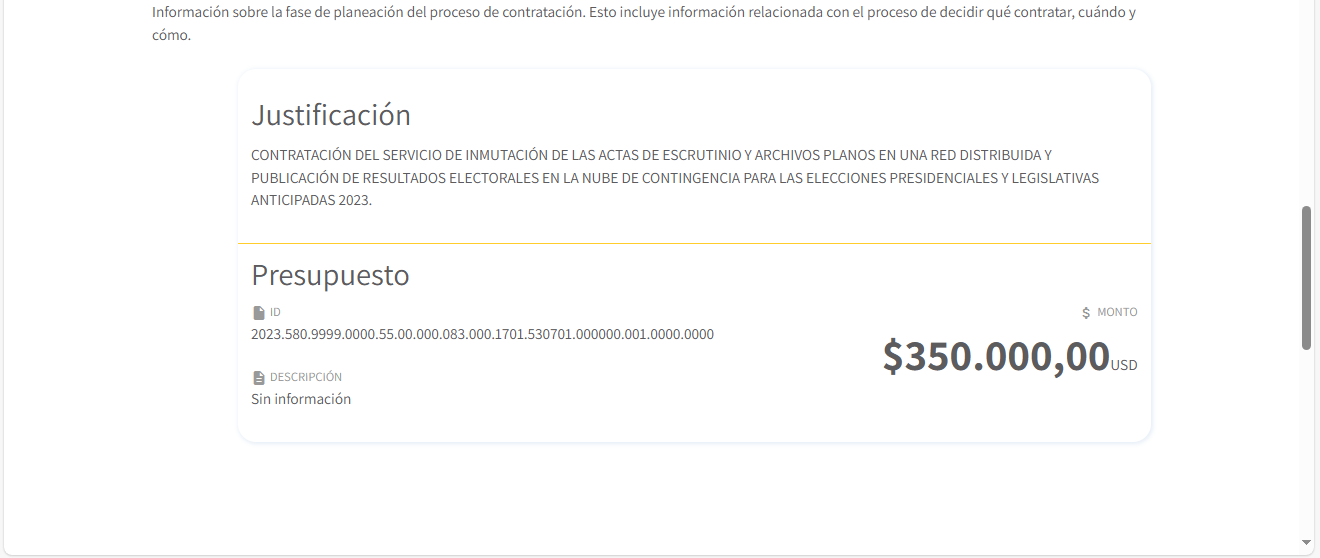 Información sobre la fase de planeación del proceso de contratación. Esto incluye información relacionada con el proceso de decidir qué contratar, cuándo y
cómo.
Justificación
CONTRATACIÓN DEL SERVICIO DE INMUTACIÓN DE LAS ACTAS DE ESCRUTINIO Y ARCHIVOS PLANOS EN UNA RED DISTRIBUIDA Y
PUBLICACIÓN DE RESULTADOS ELECTORALES EN LA NUBE DE CONTINGENCIA PARA LAS ELECCIONES PRESIDENCIALES Y LEGISLATIVAS
ANTICIPADAS 2023.
Presupuesto
ID
2023.580.9999.0000.55.00.000.083.000.1701.530701.000000.001.0000.0000
$ MONTO
$350.000,00USD
DESCRIPCIÓN
Sin información